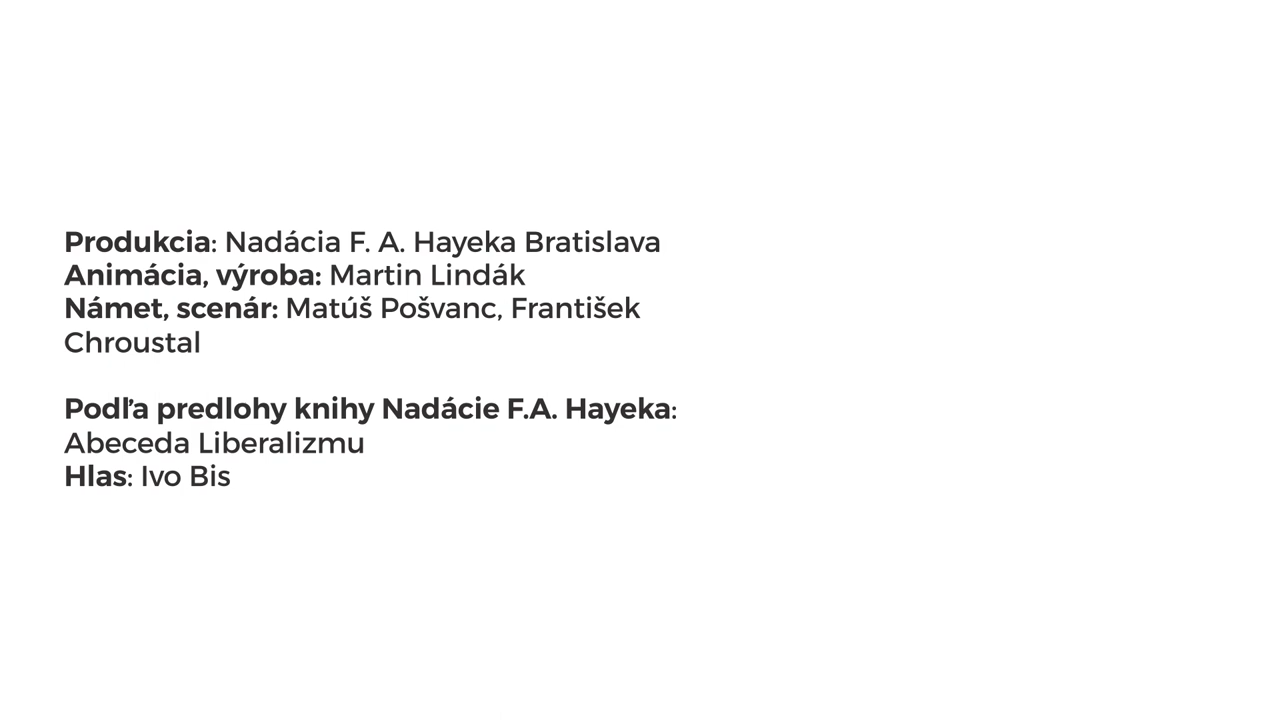 Produkcia: Nadácia F. A. Hayeka Bratislava
Animácia, výroba: Martin Lindák
Námet, scenár: Matúš Pošvanc, František
Chroustal
Podľa predlohy knihy Nadácie F.A. Hayeka:
Abeceda Liberalizmu
Hlas: Ivo Bis